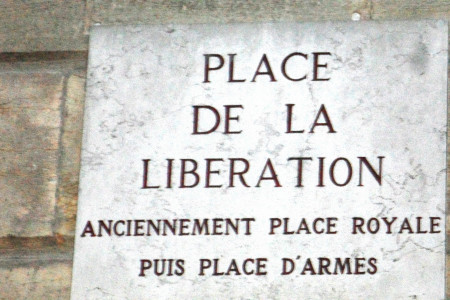 PLACE
DE LA
LIBERATION
ANCIENNEMENT PLACE ROYALE
PUIS PLACE D'ARMES